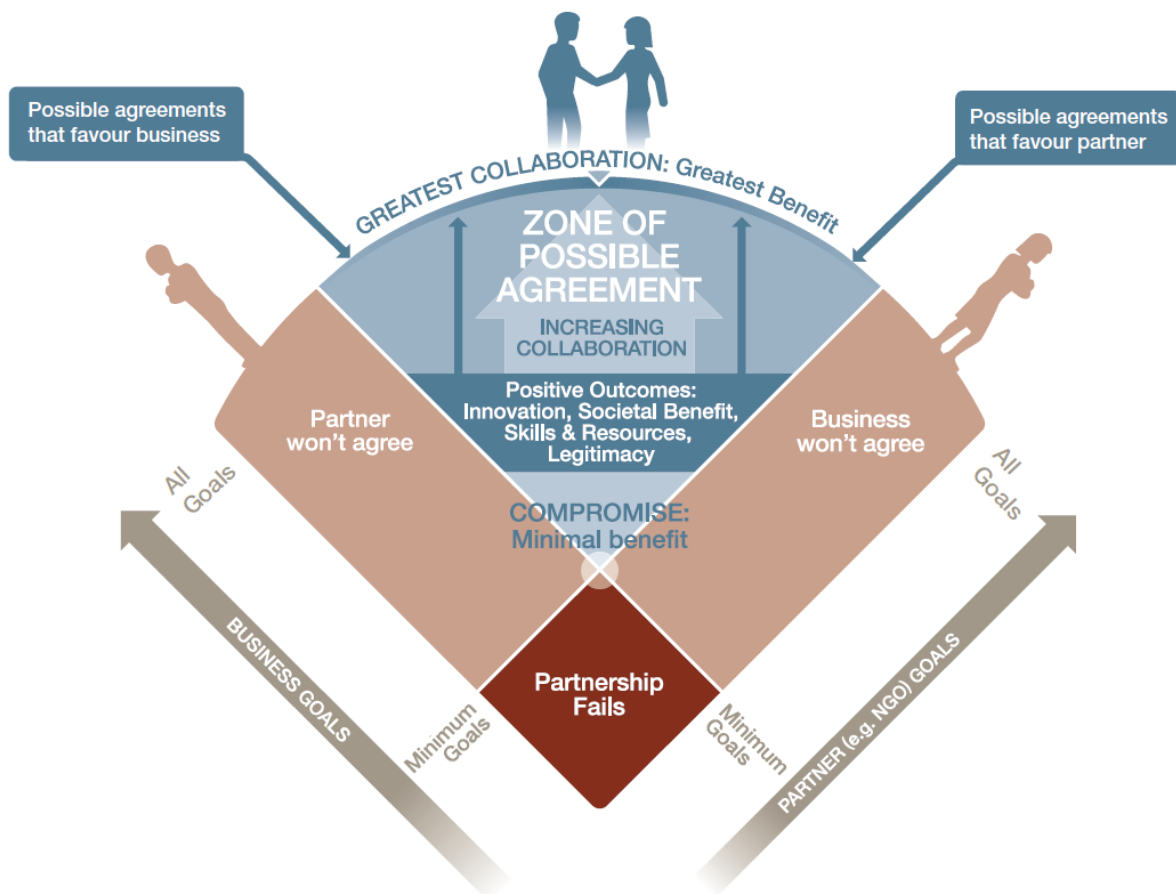 Possible agreements
that favour business
Possible agreements
that favour partner
GREATEST COLLABORATION: Greatest Benefit
ZONE OF
POSSIBLE
AGREEMENT
INCREASING
COLLABORATION
Positive Outcomes:
Innovation, Societal Benefit,
Skills & Resources,
Legitimacy
Partner
won't agree
Business
won't agree
All
Goals
All
Goals
COMPROMISE:
Minimal benefit
BUSINESS GOALS
Partnership
Fails
PARTNER (e.g. NGO) GOALS
Minimum
Goals
Minimum
Goals